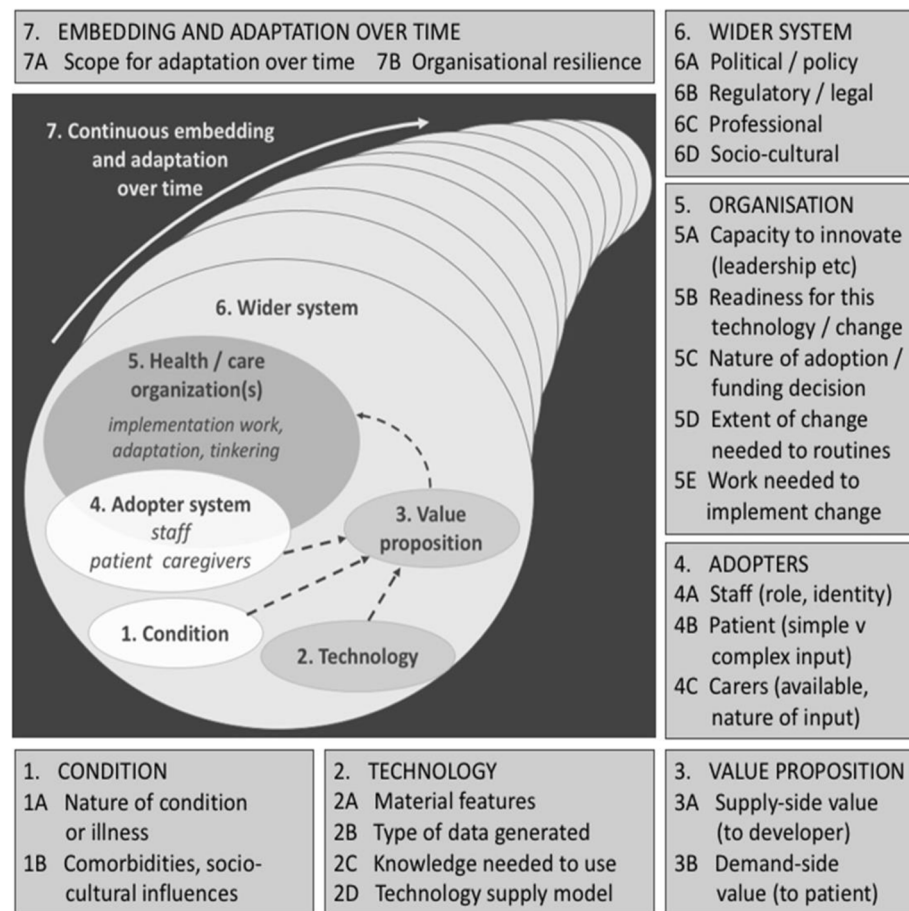 7. EMBEDDING AND ADAPTATION OVER TIME
7A Scope for adaptation over time 7B Organisational resilience
7. Continuous embedding
and adaptation
over time
6. Wider system
5. Health / care
organization(s)
implementation work,
adaptation, tinkering
4. Adopter system
staff
patient caregivers
3. Value
proposition
1. Condition
2. Technology
6. WIDER SYSTEM
6A Political / policy
6B Regulatory / legal
6C Professional
6D Socio-cultural
5. ORGANISATION
5A Capacity to innovate
(leadership etc)
5B Readiness for this
technology / change
5C Nature of adoption /
funding decision
5D Extent of change
needed to routines
5E Work needed to
implement change
4. ADOPTERS
4A Staff (role, identity)
4B Patient (simple v
complex input)
4C Carers (available,
nature of input)
1. CONDITION
1A Nature of condition
or illness
1B Comorbidities, socio-
cultural influences
2. TECHNOLOGY
2A Material features
2B Type of data generated
2C Knowledge needed to use
2D Technology supply model
3. VALUE PROPOSITION
3A Supply-side value
(to developer)
3B Demand-side
value (to patient)